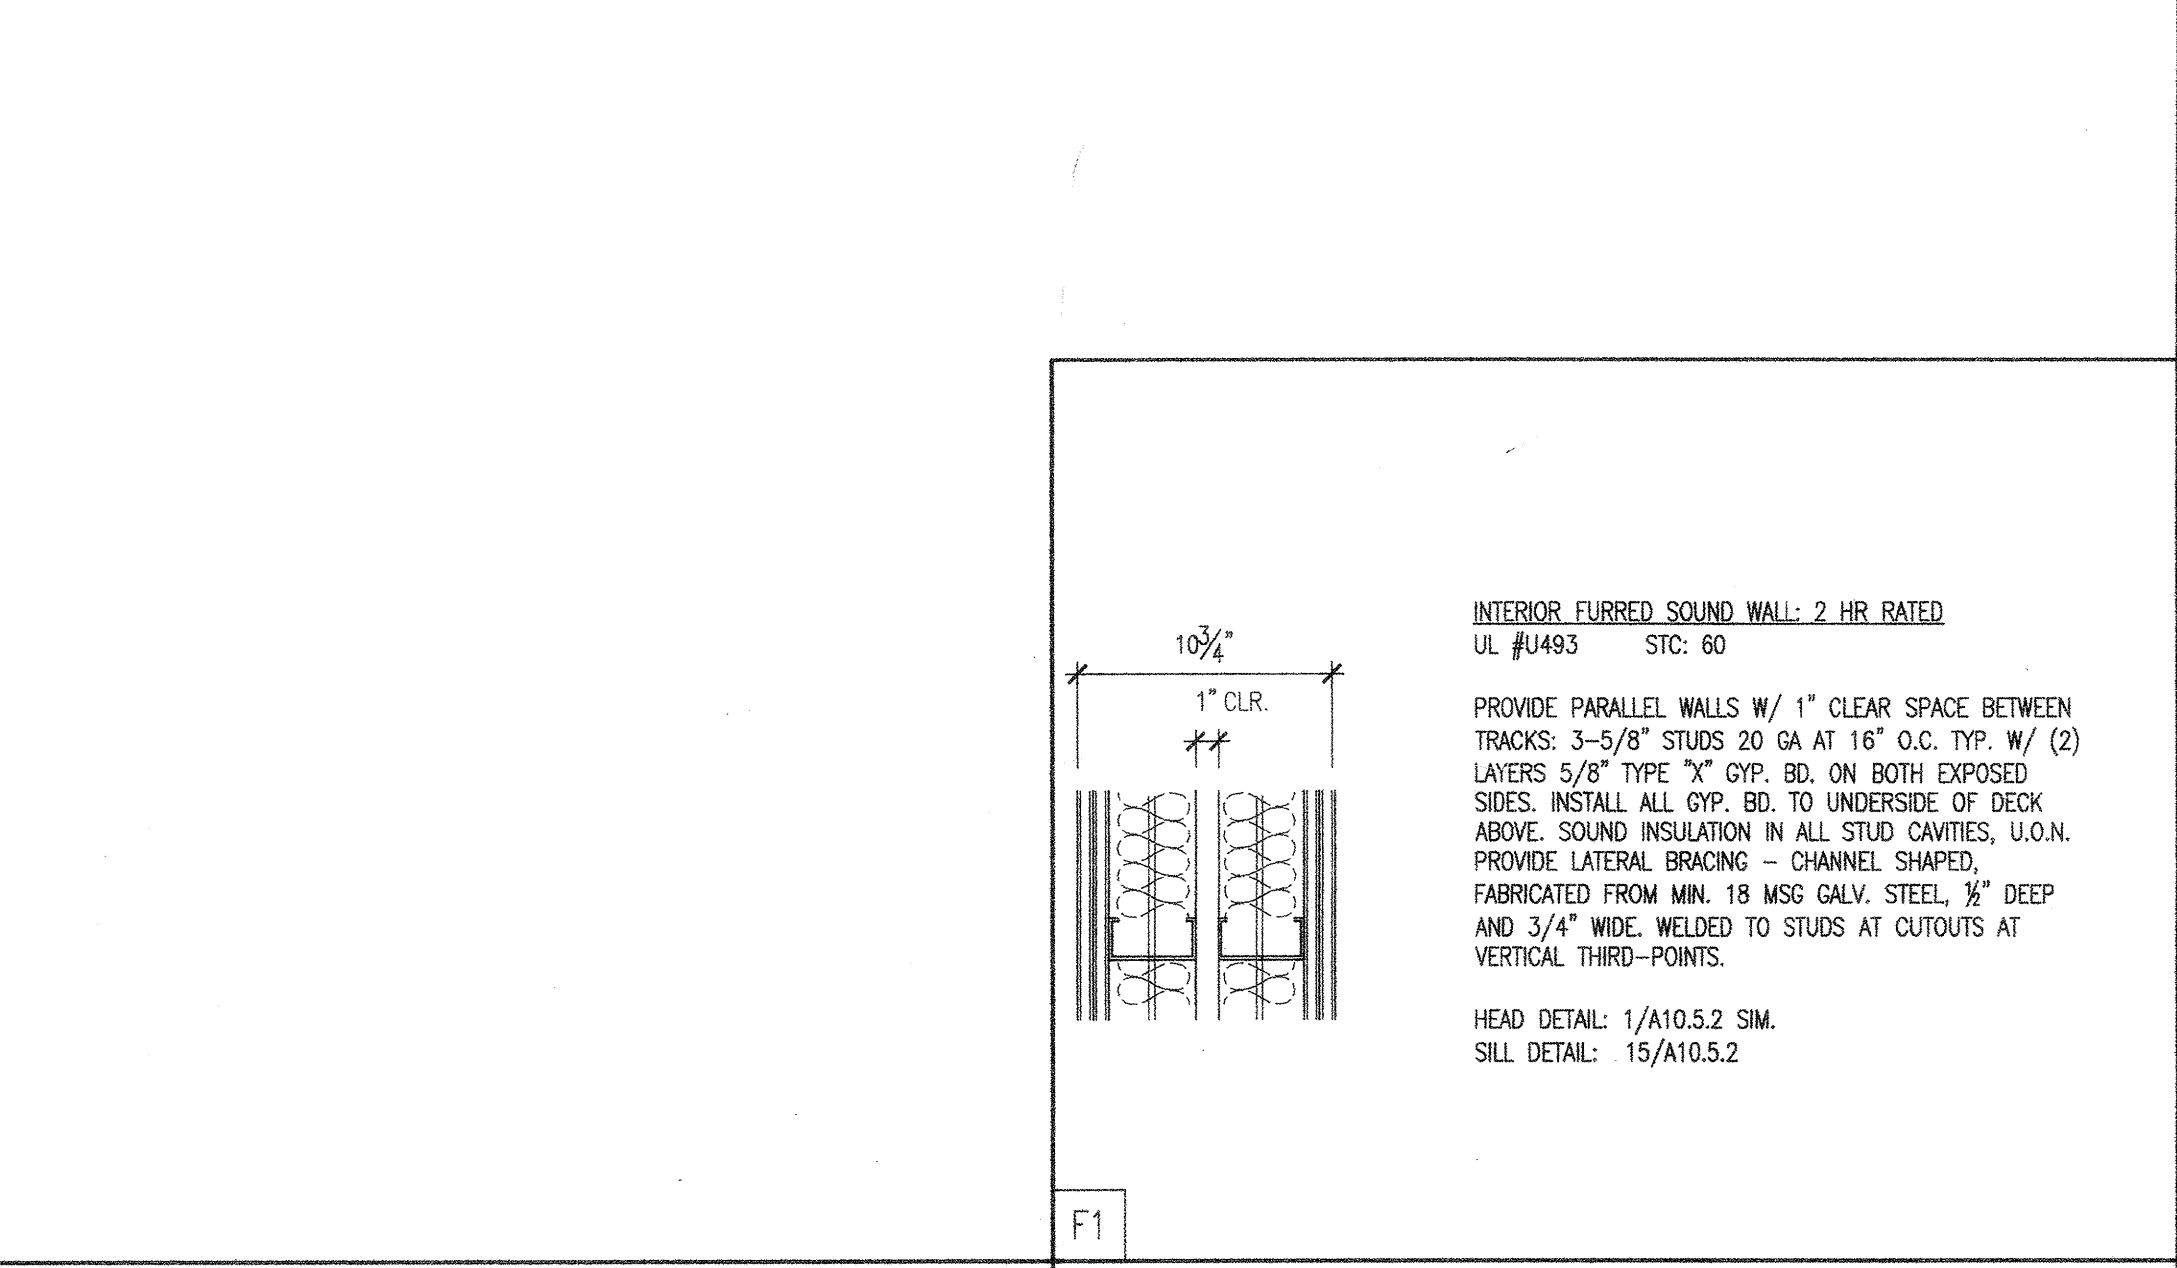 10 3/4"
1" CLR.
INTERIOR FURRED SOUND WALL: 2 HR RATED
UL #U493 STC: 60
PROVIDE PARALLEL WALLS W/ 1" CLEAR SPACE BETWEEN
TRACKS: 3-5/8" STUDS 20 GA AT 16" O.C. TYP. W/ (2)
LAYERS 5/8" TYPE "X" GYP. BD. ON BOTH EXPOSED
SIDES. INSTALL ALL GYP. BD. TO UNDERSIDE OF DECK
ABOVE. SOUND INSULATION IN ALL STUD CAVITIES, U.O.N.
PROVIDE LATERAL BRACING – CHANNEL SHAPED,
FABRICATED FROM MIN. 18 MSG GALV. STEEL, ½" DEEP
AND 3/4" WIDE. WELDED TO STUDS AT CUTOUTS AT
VERTICAL THIRD-POINTS.
HEAD DETAIL: 1/A10.5.2 SIM.
SILL DETAIL: 15/A10.5.2
F1